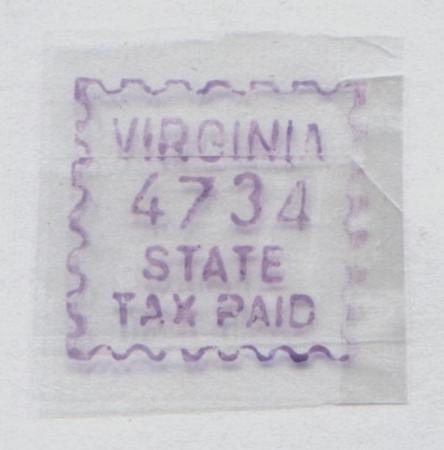 VIRGINIA
4734
STATE
TAX PAID